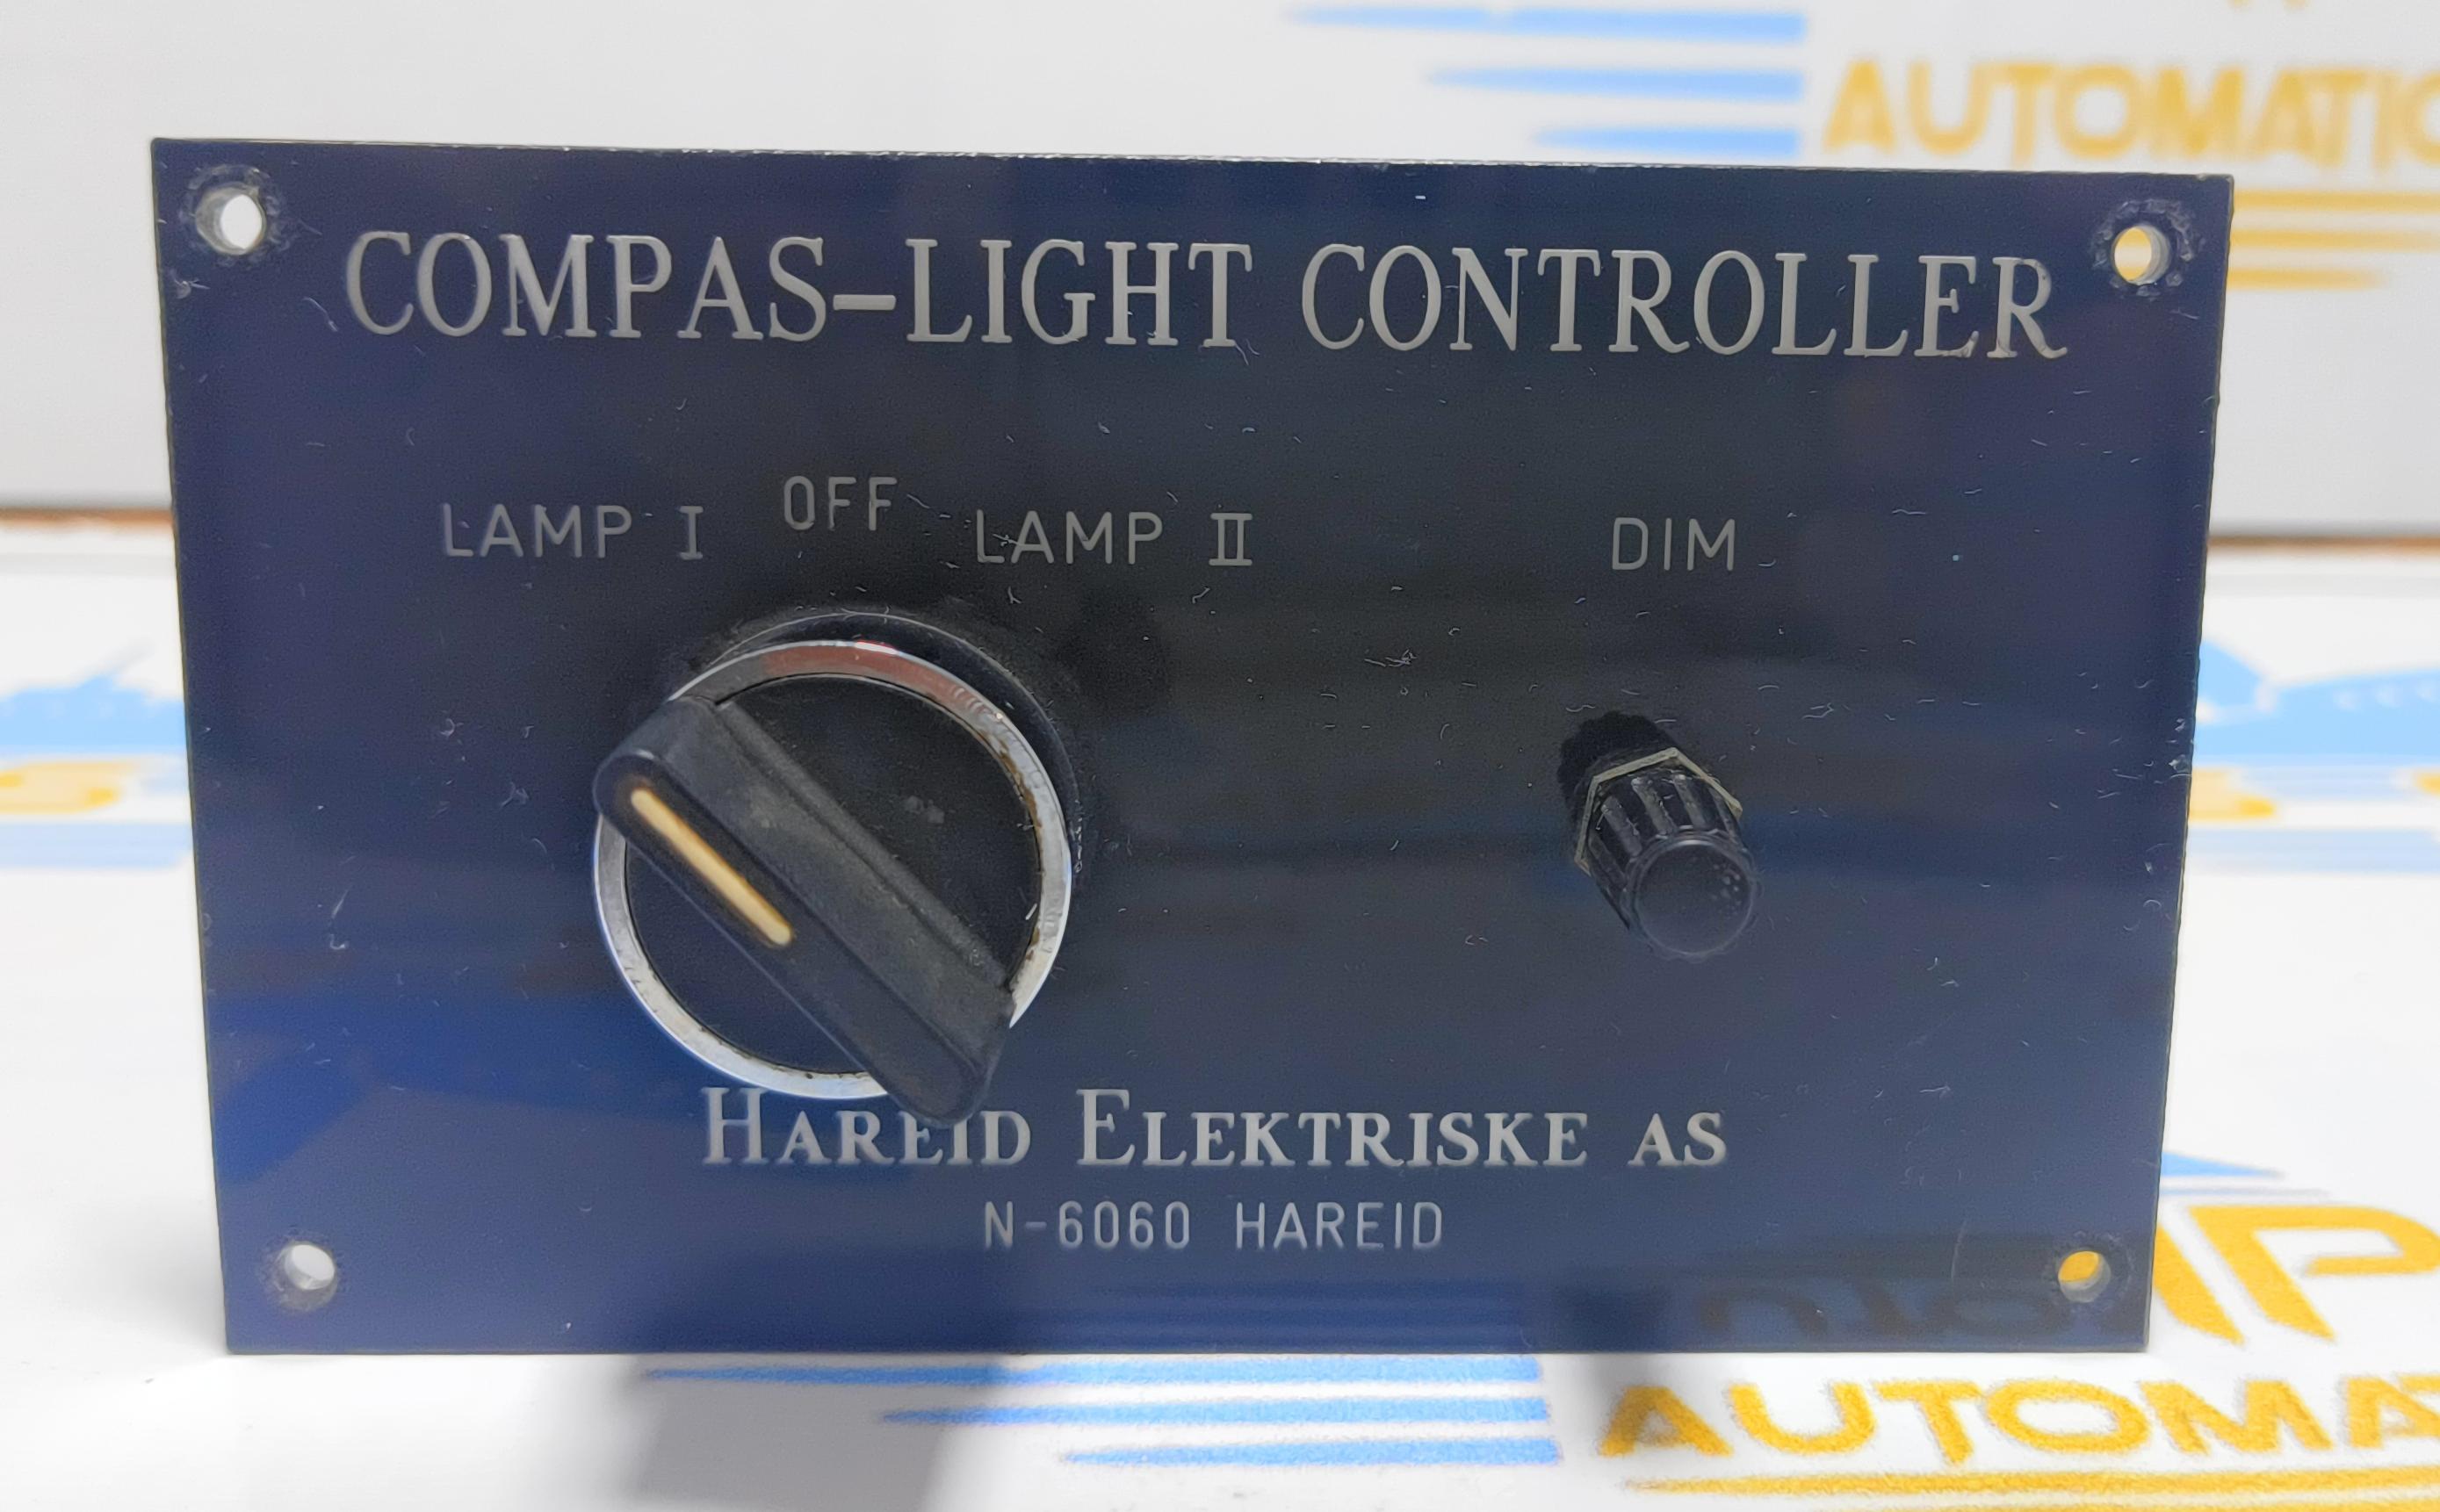 AUTOMATIO
COMPAS-LIGHT CONTROLLER
LAMP I OFF LAMP II DIM
HAREID ELEKTRISKE AS
N-6060 HAREID
AUTOMA